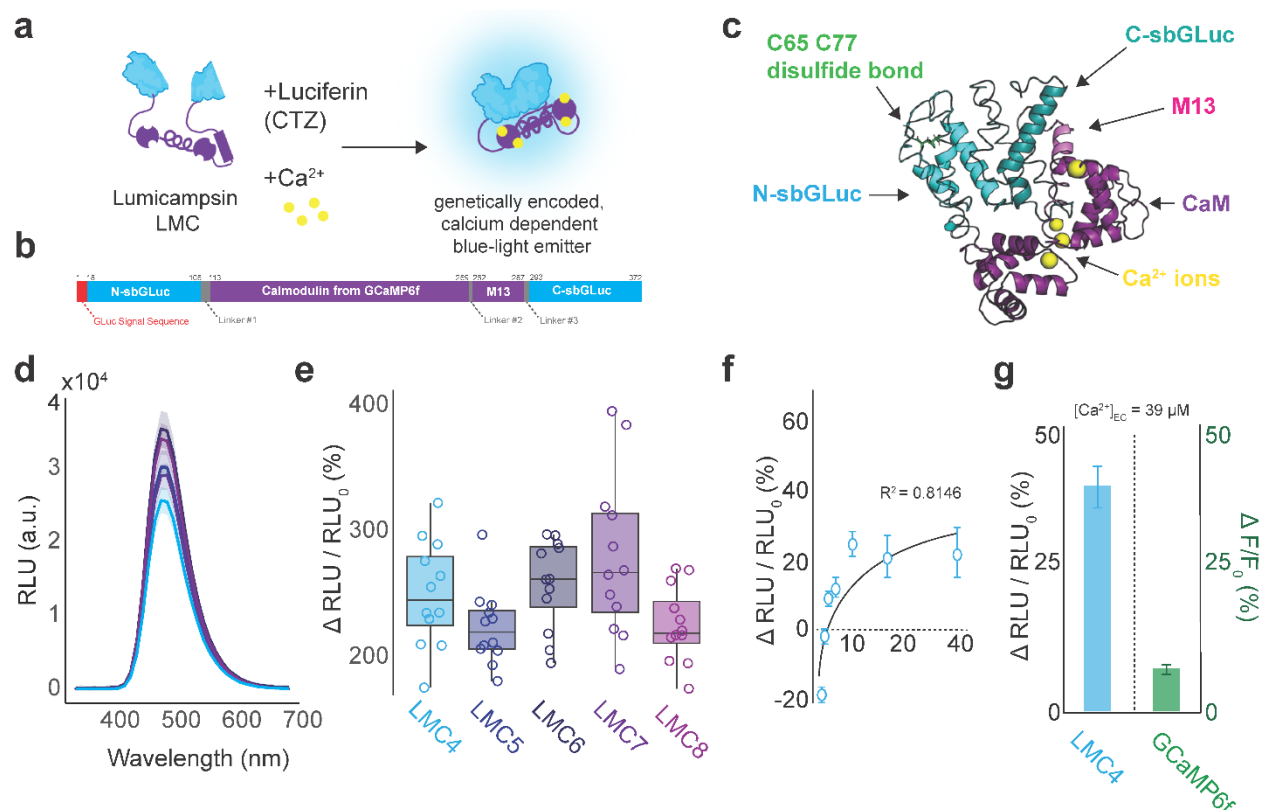 a
+Luciferin
(CTZ)
+Ca²⁺
Lumicampsin
LMC
genetically encoded,
calcium dependent
blue-light emitter
b
1 18 105 113 259 262 287 293 372
N-sbGLuc Calmodulin from GCaMP6f M13 C-sbGLuc
GLuc Signal Sequence Linker #1 Linker #2 Linker #3
c
C65 C77
disulfide bond
C-sbGLuc
M13
N-sbGLuc
CaM
Ca²⁺ ions
d
x10⁴
4
3
2
1
0
RLU (a.u.)
400 500 600 700
Wavelength (nm)
e
400
300
200
Δ RLU / RLU₀ (%)
LMC4 LMC5 LMC6 LMC7 LMC8
f
60
40
20
0
-20
Δ RLU / RLU₀ (%)
R² = 0.8146
10 20 40
g
[Ca²⁺]EC = 39 µM
50 50
25 25
0 0
Δ RLU / RLU₀ (%)
Δ F/F₀ (%)
LMC4 GCaMP6f